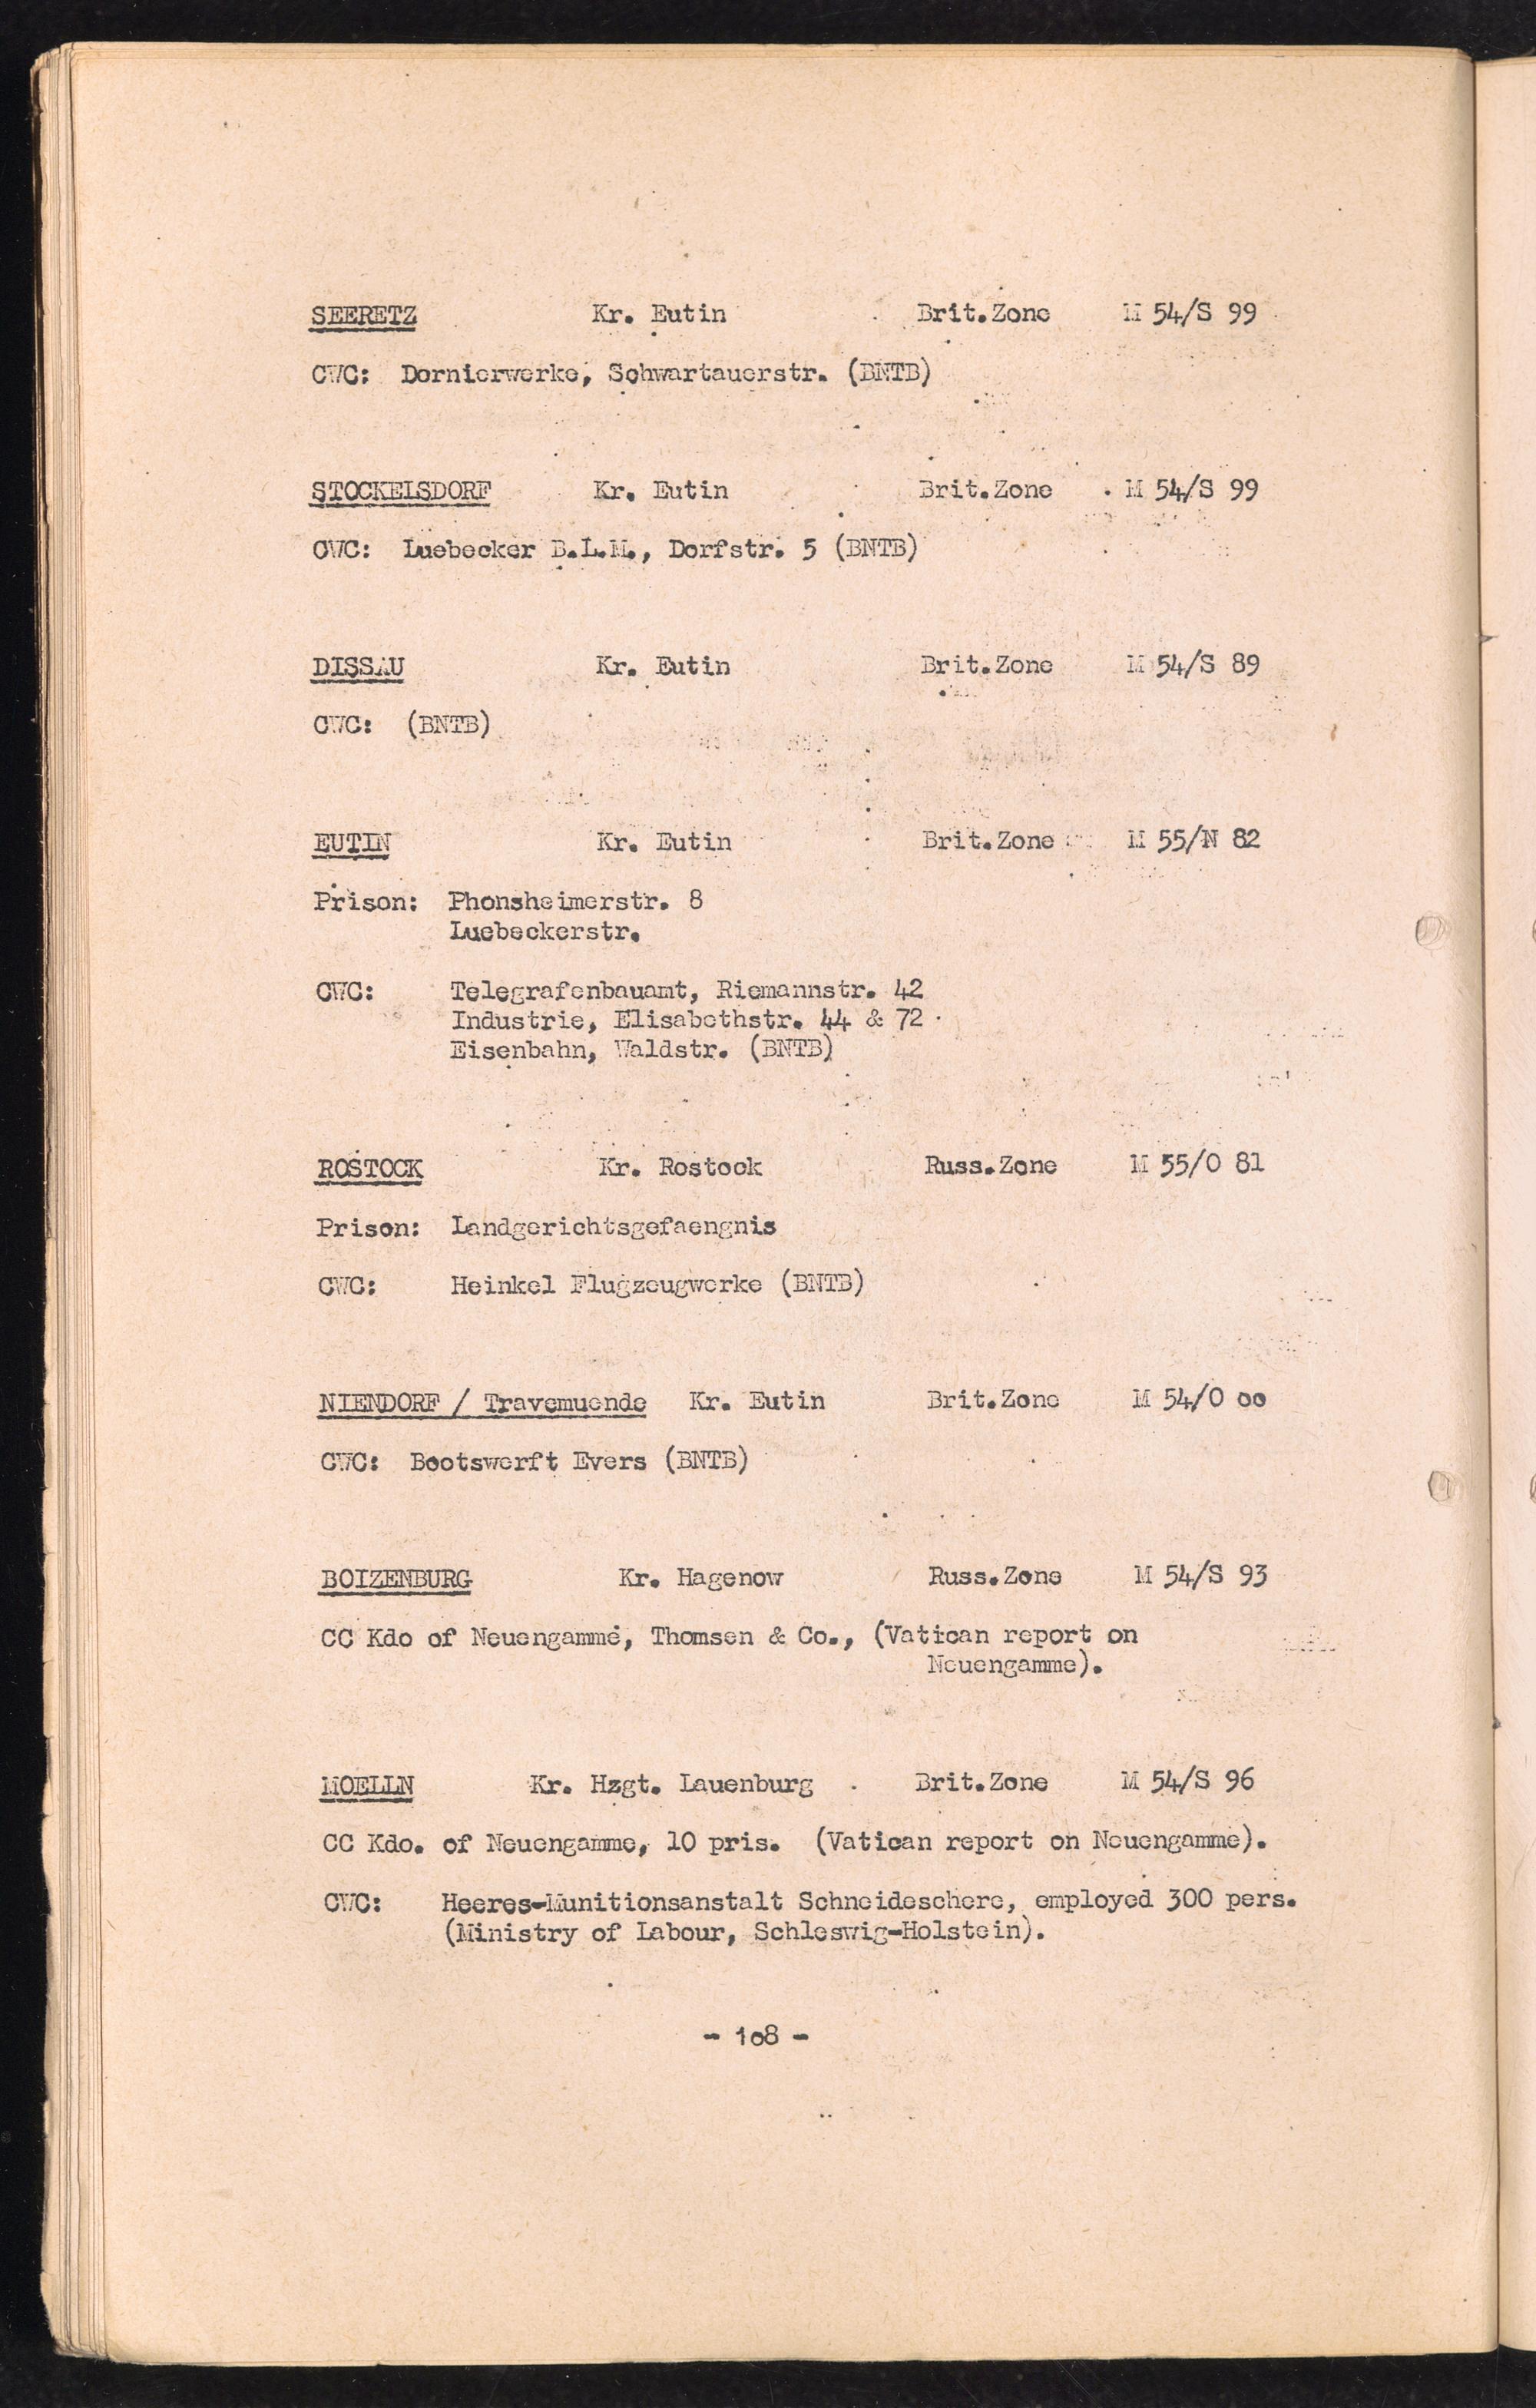 SEERETZ Kr. Eutin Brit.Zone M 54/S 99
CWC: Dornierwerke, Schwartauerstr. (BNTB)
STOCKELSDORF Kr. Eutin Brit.Zone M 54/S 99
CWC: Luebecker B.L.M., Dorfstr. 5 (BNTB)
DISSAU Kr. Eutin Brit.Zone M 54/S 89
CWC: (BNTB)
EUTIN Kr. Eutin Brit.Zone M 55/N 82
Prison: Phonsheimerstr. 8
Luebeckerstr.
CWC: Telegrafenbauamt, Riemannstr. 42
Industrie, Elisabethstr. 44 & 72
Eisenbahn, Waldstr. (BNTB)
ROSTOCK Kr. Rostock Russ.Zone M 55/O 81
Prison: Landgerichtsgefaengnis
CWC: Heinkel Flugzeugwerke (BNTB)
NIENDORF / Travemuende Kr. Eutin Brit.Zone M 54/O oo
CWC: Bootswerft Evers (BNTB)
BOIZENBURG Kr. Hagenow Russ.Zone M 54/S 93
CC Kdo of Neuengamme, Thomsen & Co., (Vatican report on
Neuengamme).
MOELLN Kr. Hzgt. Lauenburg Brit.Zone M 54/S 96
CC Kdo. of Neuengamme, 10 pris. (Vatican report on Neuengamme).
CWC: Heeres-Munitionsanstalt Schneideschere, employed 300 pers.
(Ministry of Labour, Schleswig-Holstein).
- 1o8 -